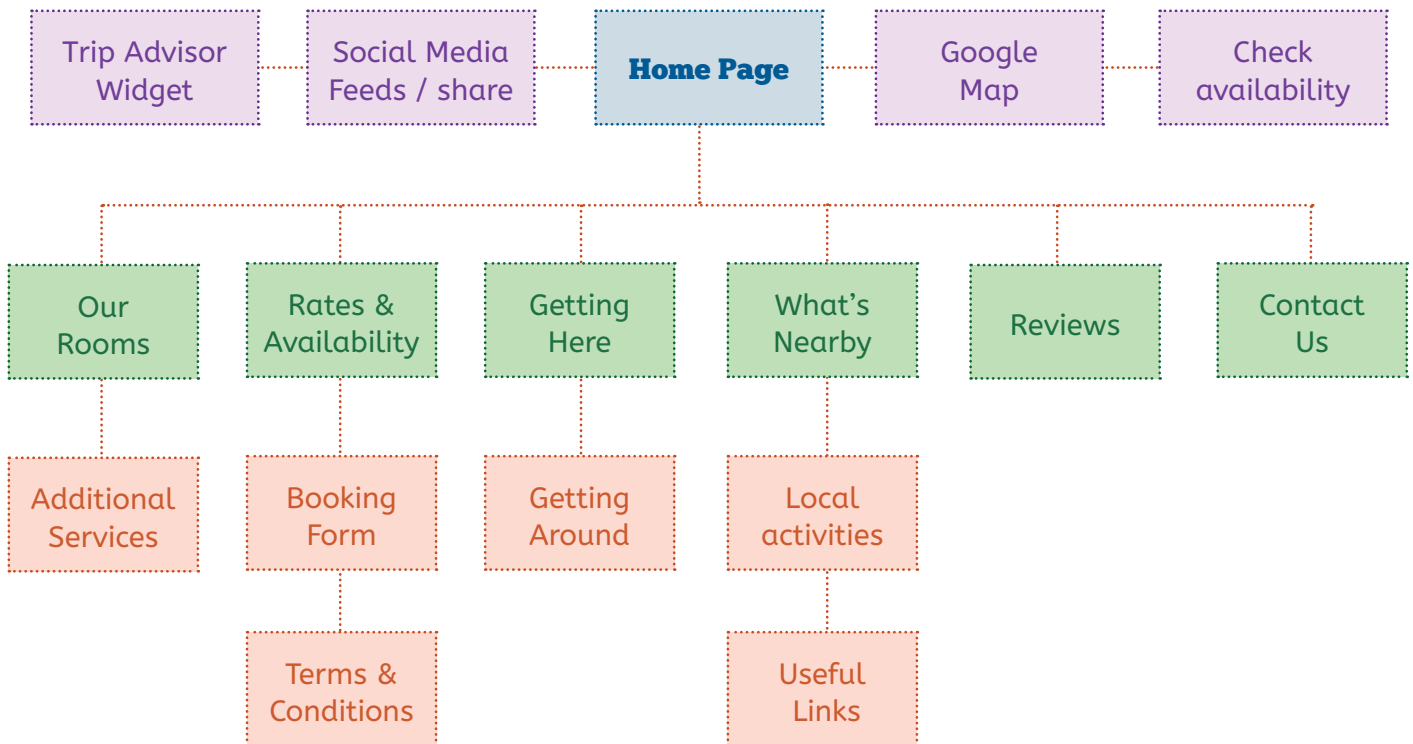 Trip Advisor
Widget
Social Media
Feeds / share
Home Page
Google
Map
Check
availability
Our
Rooms
Rates &
Availability
Getting
Here
What’s
Nearby
Reviews
Contact
Us
Additional
Services
Booking
Form
Getting
Around
Local
activities
Terms &
Conditions
Useful
Links